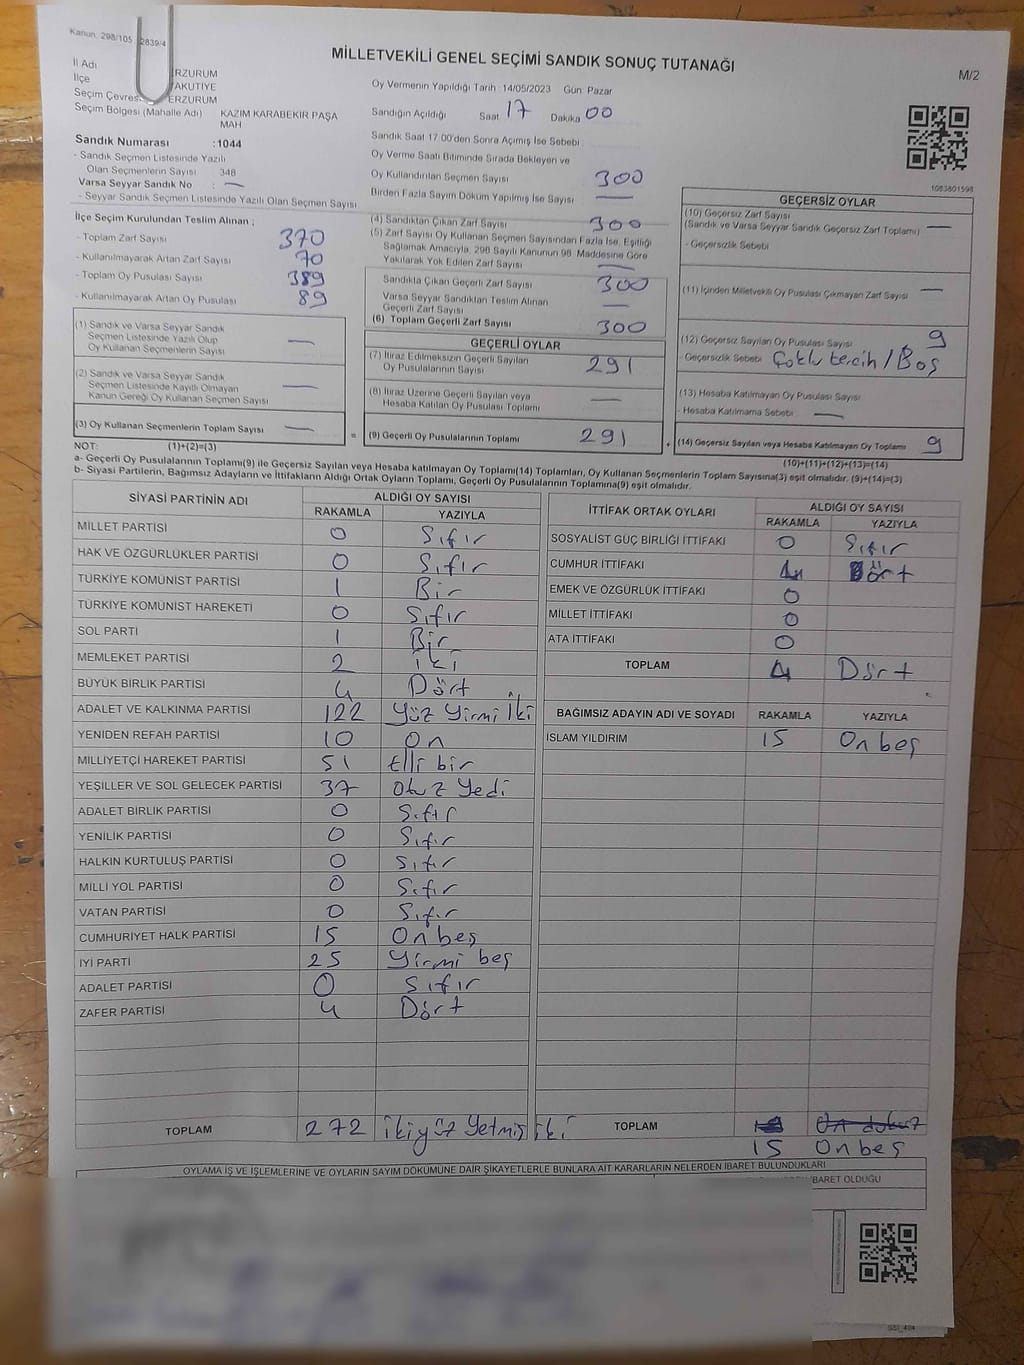 Kanun: 298/105, 2839/4
MİLLETVEKİLİ GENEL SEÇİMİ SANDIK SONUÇ TUTANAĞI
M/2
İl Adı ERZURUM
İlçe YAKUTİYE
Seçim Çevresi ERZURUM
Seçim Bölgesi (Mahalle Adı) KAZIM KARABEKİR PAŞA MAH
Sandık Numarası :1044
- Sandık Seçmen Listesinde Yazılı
Olan Seçmenlerin Sayısı 348
Varsa Seyyar Sandık No : —
- Seyyar Sandık Seçmen Listesinde Yazılı Olan Seçmen Sayısı
İlçe Seçim Kurulundan Teslim Alınan ;
- Toplam Zarf Sayısı 370
- Kullanılmayarak Artan Zarf Sayısı 70
- Toplam Oy Pusulası Sayısı 389
- Kullanılmayarak Artan Oy Pusulası 89
(1) Sandık ve Varsa Seyyar Sandık
Seçmen Listesinde Yazılı Olup
Oy Kullanan Seçmenlerin Sayısı —
(2) Sandık ve Varsa Seyyar Sandık
Seçmen Listesinde Kayıtlı Olmayan
Kanun Gereği Oy Kullanan Seçmen Sayısı —
(3) Oy Kullanan Seçmenlerin Toplam Sayısı —
Oy Vermenin Yapıldığı Tarih :14/05/2023 Gün: Pazar
Sandığın Açıldığı Saat 17 Dakika 00
Sandık Saat 17.00'den Sonra Açımış İse Sebebi
Oy Verme Saati Bitiminde Sırada Bekleyen ve
Oy Kullandırılan Seçmen Sayısı 300
Birden Fazla Sayım Döküm Yapılmış İse Sayısı —
(4) Sandıktan Çıkan Zarf Sayısı 300
(5) Zarf Sayısı Oy Kullanan Seçmen Sayısından Fazla İse, Eşitliği
Sağlamak Amacıyla, 298 Sayılı Kanunun 98. Maddesine Göre
Yakılarak Yok Edilen Zarf Sayısı —
Sandıkta Çıkan Geçerli Zarf Sayısı 300
Varsa Seyyar Sandıktan Teslim Alınan
Geçerli Zarf Sayısı —
(6) Toplam Geçerli Zarf Sayısı 300
GEÇERLİ OYLAR
(7) İtiraz Edilmeksizin Geçerli Sayılan
Oy Pusulalarının Sayısı 291
(8) İtiraz Üzerine Geçerli Sayılan veya
Hesaba Katılan Oy Pusulası Toplamı —
= (9) Geçerli Oy Pusulalarının Toplamı 291
1083801598
GEÇERSİZ OYLAR
(10) Geçersiz Zarf Sayısı
(Sandık ve Varsa Seyyar Sandık Geçersiz Zarf Toplamı) —
- Geçersizlik Sebebi
(11) İçinden Milletvekili Oy Pusulası Çıkmayan Zarf Sayısı —
(12) Geçersiz Sayılan Oy Pusulası Sayısı 9
- Geçersizlik Sebebi Çoklu tercih / Boş
(13) Hesaba Katılmayan Oy Pusulası Sayısı
- Hesaba Katılmama Sebebi —
+ (14) Geçersiz Sayılan veya Hesaba Katılmayan Oy Toplamı 9
NOT: (1)+(2)=(3) (10)+(11)+(12)+(13)=(14)
a- Geçerli Oy Pusulalarının Toplamı(9) ile Geçersiz Sayılan veya Hesaba katılmayan Oy Toplamı(14) Toplamları, Oy Kullanan Seçmenlerin Toplam Sayısına(3) eşit olmalıdır. (9)+(14)=(3)
b- Siyasi Partilerin, Bağımsız Adayların ve İttifakların Aldığı Oyların Toplamı, Geçerli Oy Pusulalarının Toplamına(9) eşit olmalıdır.
SİYASİ PARTİNİN ADI ALDIĞI OY SAYISI
RAKAMLA YAZIYLA
MİLLET PARTİSİ 0 Sıfır
HAK VE ÖZGÜRLÜKLER PARTİSİ 0 Sıfır
TÜRKİYE KOMÜNİST PARTİSİ 1 Bir
TÜRKİYE KOMÜNİST HAREKETİ 0 Sıfır
SOL PARTİ 1 Bir
MEMLEKET PARTİSİ 2 iki
BÜYÜK BİRLİK PARTİSİ 4 Dört
ADALET VE KALKINMA PARTİSİ 122 Yüz Yirmi İki
YENİDEN REFAH PARTİSİ 10 On
MİLLİYETÇİ HAREKET PARTİSİ 51 Elli bir
YEŞİLLER VE SOL GELECEK PARTİSİ 37 Otuz Yedi
ADALET BİRLİK PARTİSİ 0 Sıfır
YENİLİK PARTİSİ 0 Sıfır
HALKIN KURTULUŞ PARTİSİ 0 Sıfır
MİLLİ YOL PARTİSİ 0 Sıfır
VATAN PARTİSİ 0 Sıfır
CUMHURİYET HALK PARTİSİ 15 On beş
İYİ PARTİ 25 Yirmi beş
ADALET PARTİSİ 0 Sıfır
ZAFER PARTİSİ 4 Dört
TOPLAM 272 ikiyüz Yetmiş iki
İTTİFAK ORTAK OYLARI ALDIĞI OY SAYISI
RAKAMLA YAZIYLA
SOSYALİST GÜÇ BİRLİĞİ İTTİFAKI 0 Sıfır
CUMHUR İTTİFAKI 4 Dört
EMEK VE ÖZGÜRLÜK İTTİFAKI 0
MİLLET İTTİFAKI 0
ATA İTTİFAKI 0
TOPLAM 4 Dört
BAĞIMSIZ ADAYIN ADI VE SOYADI RAKAMLA YAZIYLA
İSLAM YILDIRIM 15 On beş
TOPLAM On dokuz
15 On beş
OYLAMA İŞ VE İŞLEMLERİNE VE OYLARIN SAYIM DÖKÜMÜNE DAİR ŞİKAYETLERLE BUNLARA AİT KARARLARIN NELERDEN İBARET BULUNDUKLARI
İBARET OLDUĞU